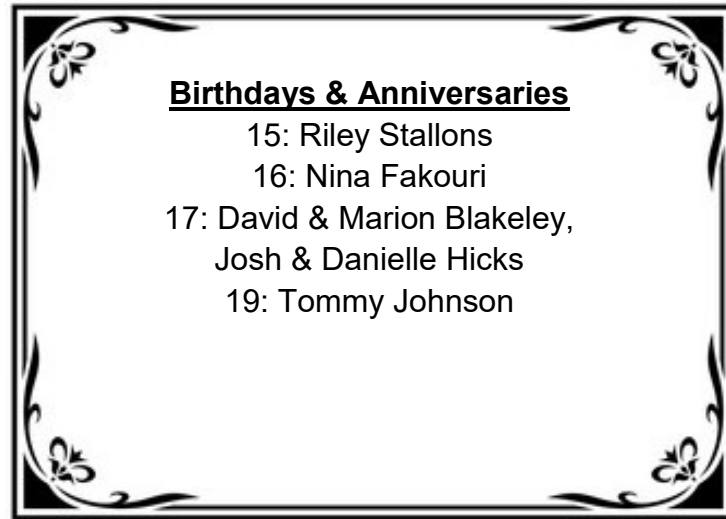 Birthdays & Anniversaries
15: Riley Stallons
16: Nina Fakouri
17: David & Marion Blakeley,
Josh & Danielle Hicks
19: Tommy Johnson